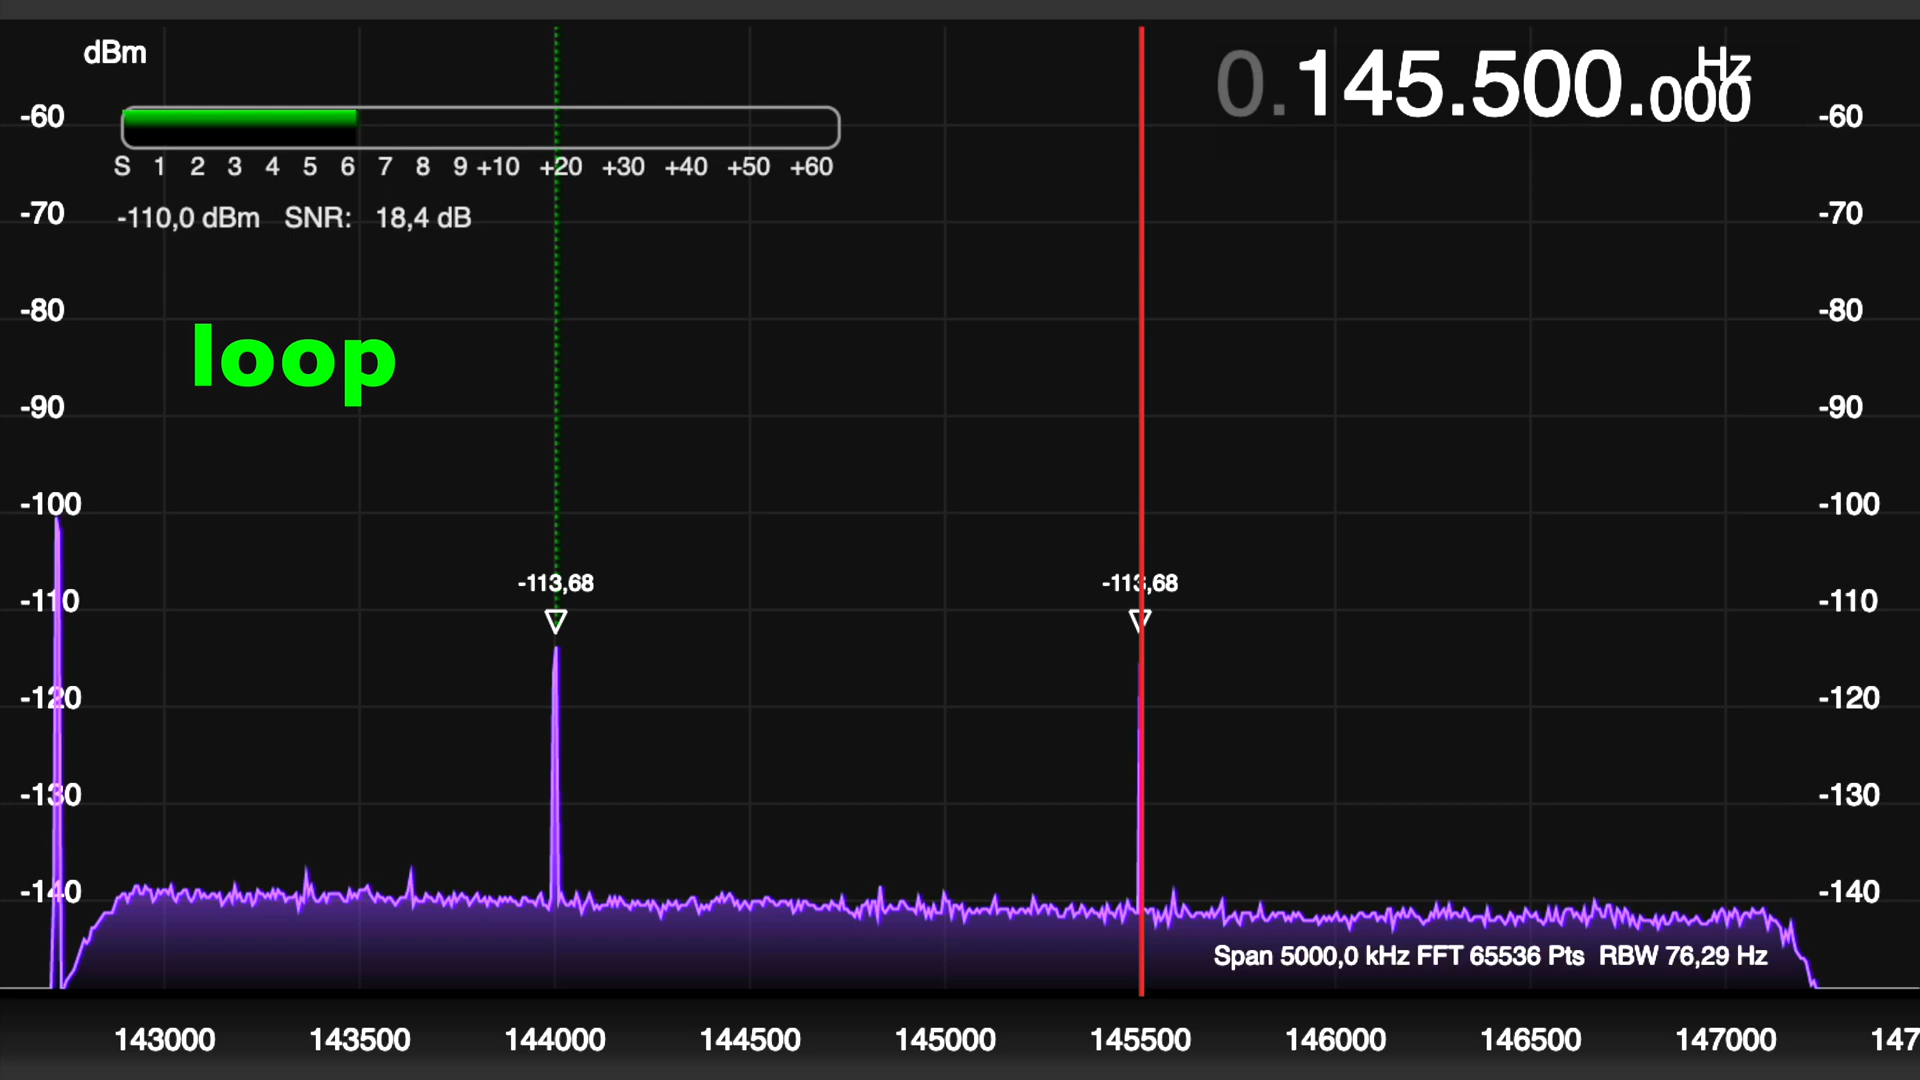 dBm
0.145.500.000 Hz
-60 -60
S 1 2 3 4 5 6 7 8 9 +10 +20 +30 +40 +50 +60
-70 -70
-110,0 dBm SNR: 18,4 dB
-80 -80
loop
-90 -90
-100 -100
-113,68 -113,68
-110 -110
-120 -120
-130 -130
-140 -140
Span 5000,0 kHz FFT 65536 Pts RBW 76,29 Hz
143000 143500 144000 144500 145000 145500 146000 146500 147000 147